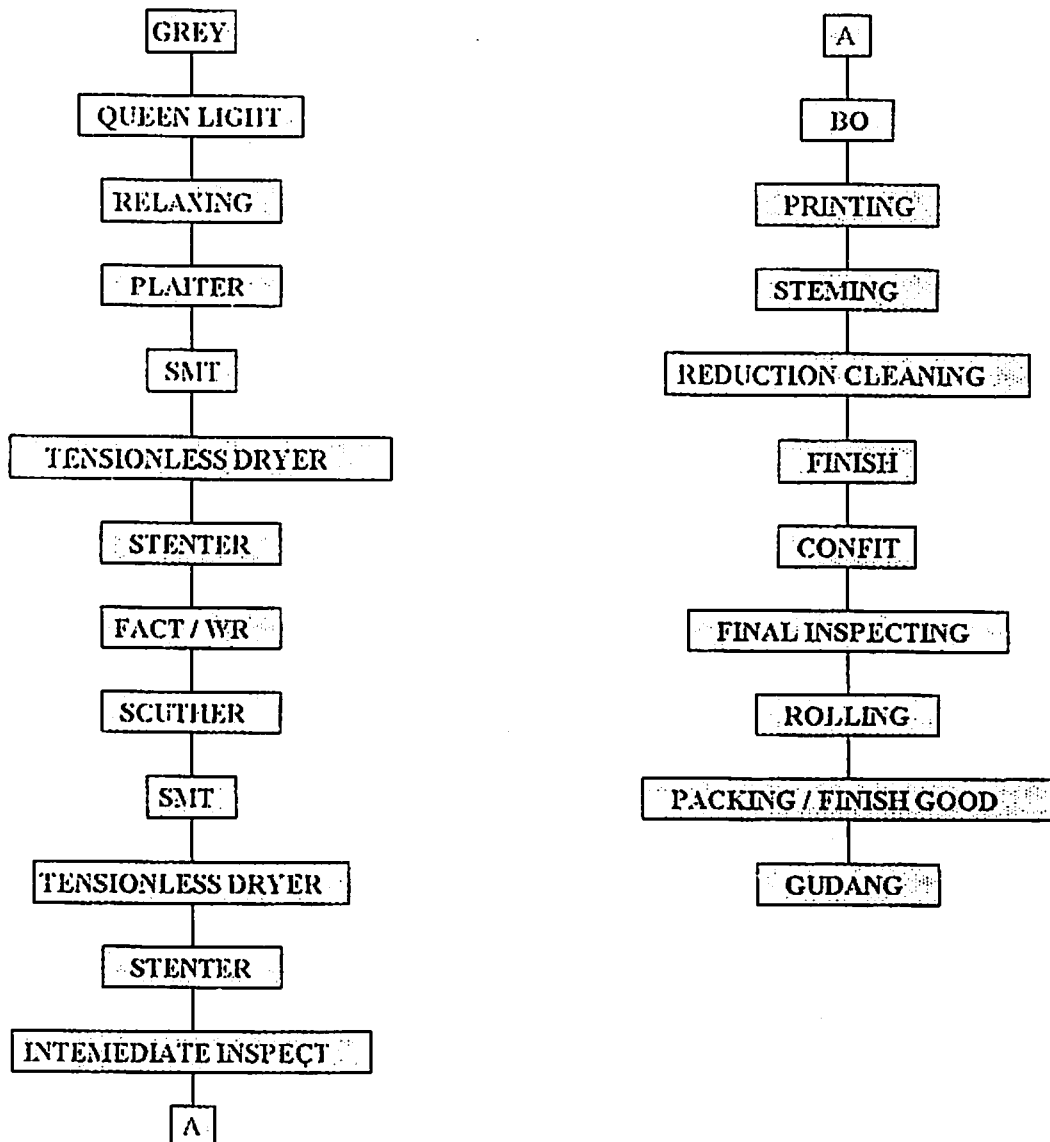 GREY
QUEEN LIGHT
RELAXING
PLAITER
SMT
TENSIONLESS DRYER
STENTER
FACT / WR
SCUTHER
SMT
TENSIONLESS DRYER
STENTER
INTEMEDIATE INSPECT
A
A
BO
PRINTING
STEMING
REDUCTION CLEANING
FINISH
CONFIT
FINAL INSPECTING
ROLLING
PACKING / FINISH GOOD
GUDANG